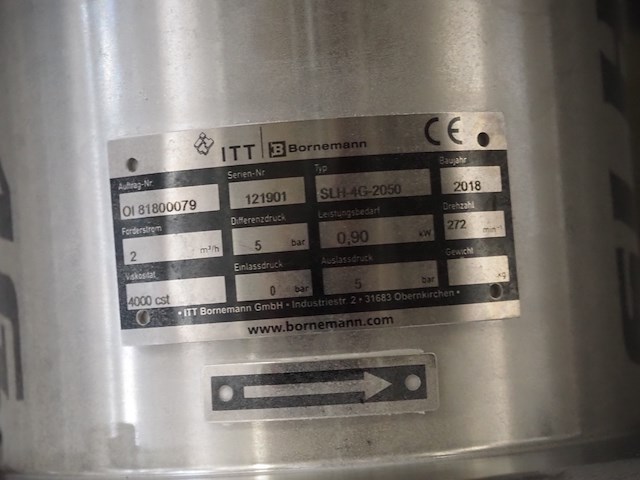 ITT Bornemann CE
Auftrag-Nr. Serien-Nr Typ Baujahr
OI 81800079 121901 SLH-4G-2050 2018
Förderstrom Differenzdruck Leistungsbedarf Drehzahl
2 m³/h 5 bar 0,90 kW 272 min
Viskosität Einlassdruck Auslassdruck Gewicht
4000 cst 0 bar 5 bar kg
• ITT Bornemann GmbH • Industriestr. 2 • 31683 Obernkirchen •
www.bornemann.com